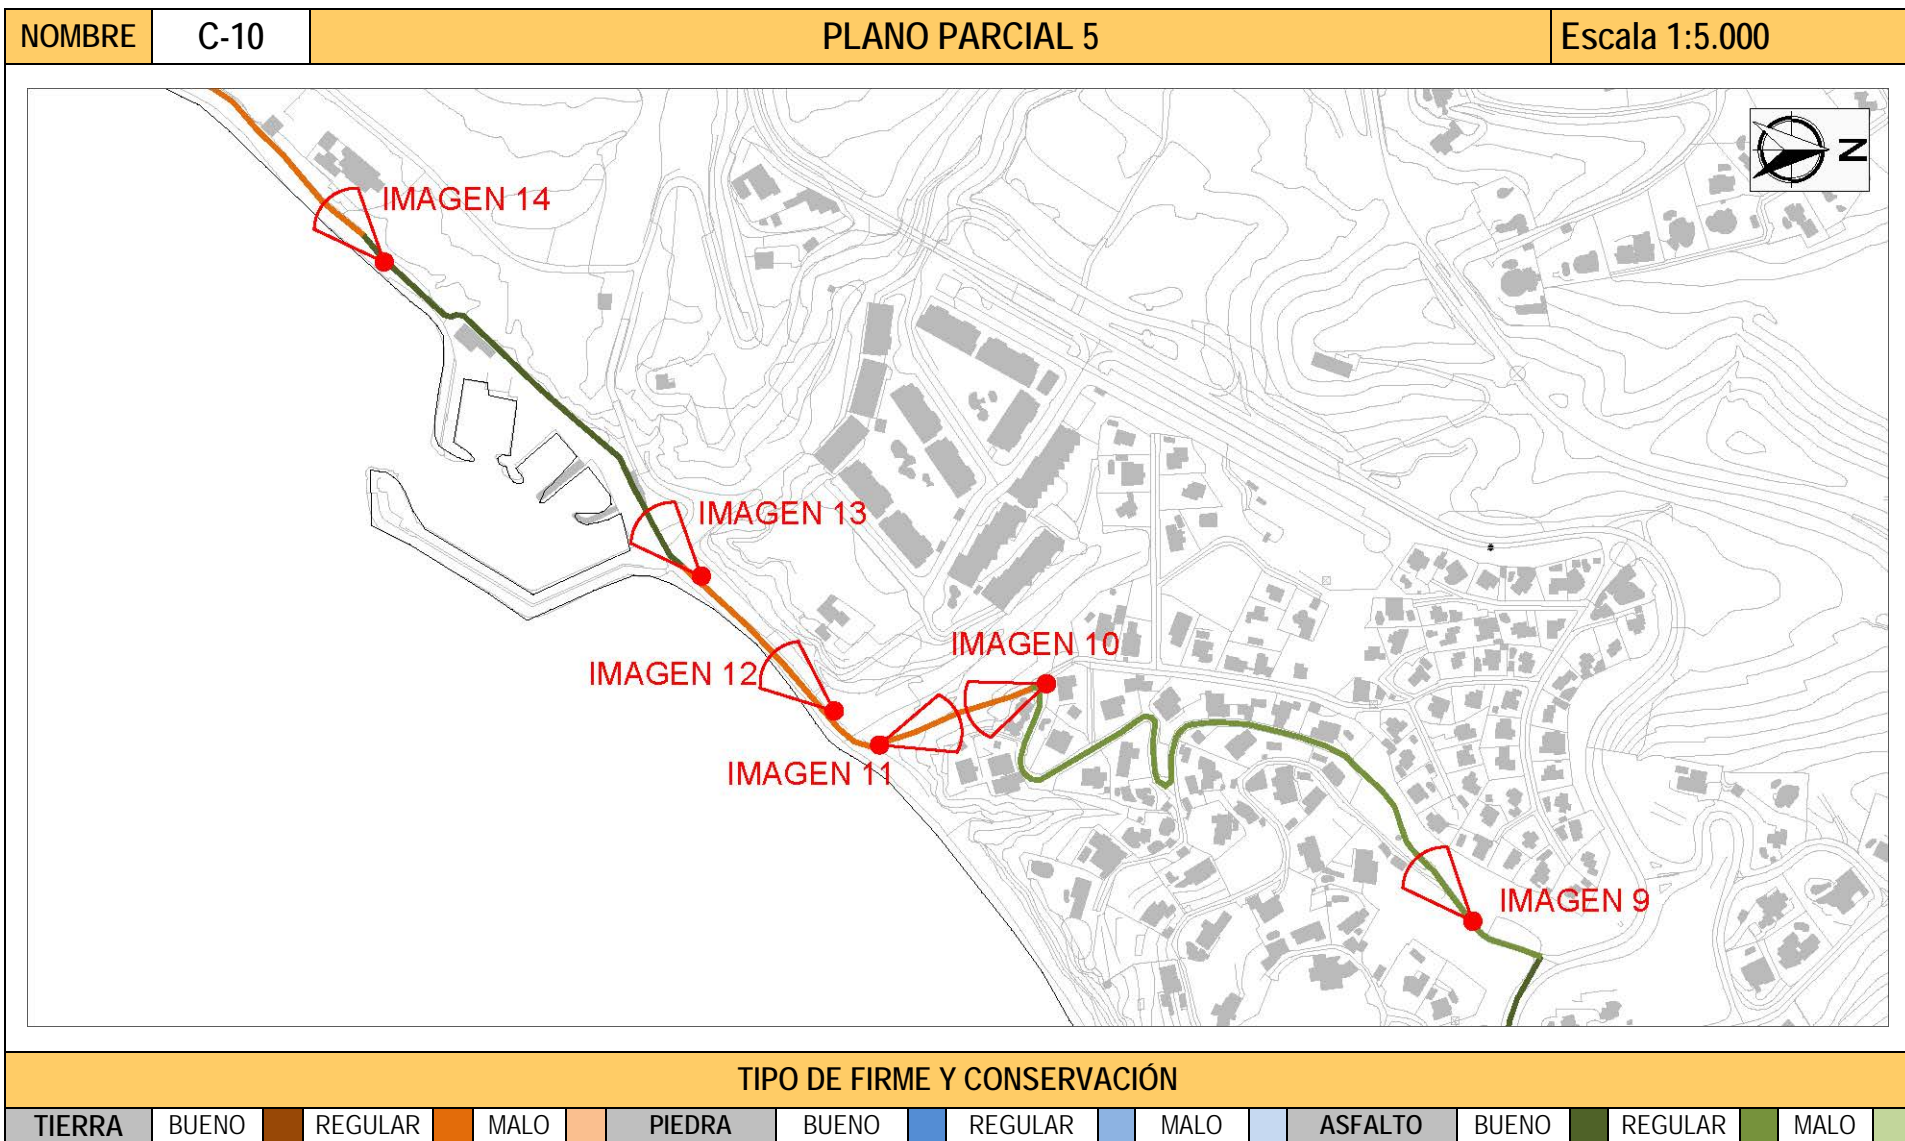 NOMBRE C-10 PLANO PARCIAL 5 Escala 1:5.000
N
IMAGEN 14
IMAGEN 13
IMAGEN 10
IMAGEN 12
IMAGEN 11
IMAGEN 9
TIPO DE FIRME Y CONSERVACIÓN
TIERRA BUENO REGULAR MALO PIEDRA BUENO REGULAR MALO ASFALTO BUENO REGULAR MALO